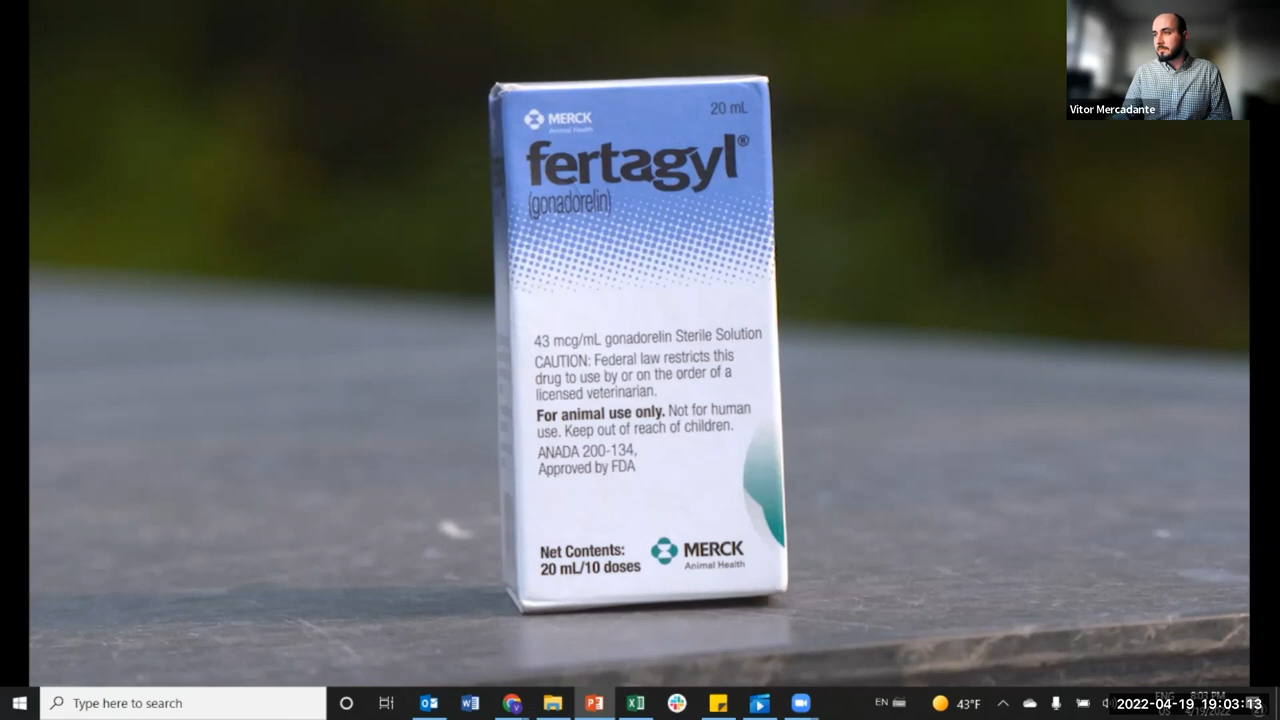 Vitor Mercadante
MERCK
Animal Health
20 mL
fertagyl®
(gonadorelin)
43 mcg/mL gonadorelin Sterile Solution
CAUTION: Federal law restricts this
drug to use by or on the order of a
licensed veterinarian.
For animal use only. Not for human
use. Keep out of reach of children.
ANADA 200-134,
Approved by FDA
Net Contents:
20 mL/10 doses
MERCK
Animal Health
Type here to search
EN
43°F
2022-04-19 19:03:13